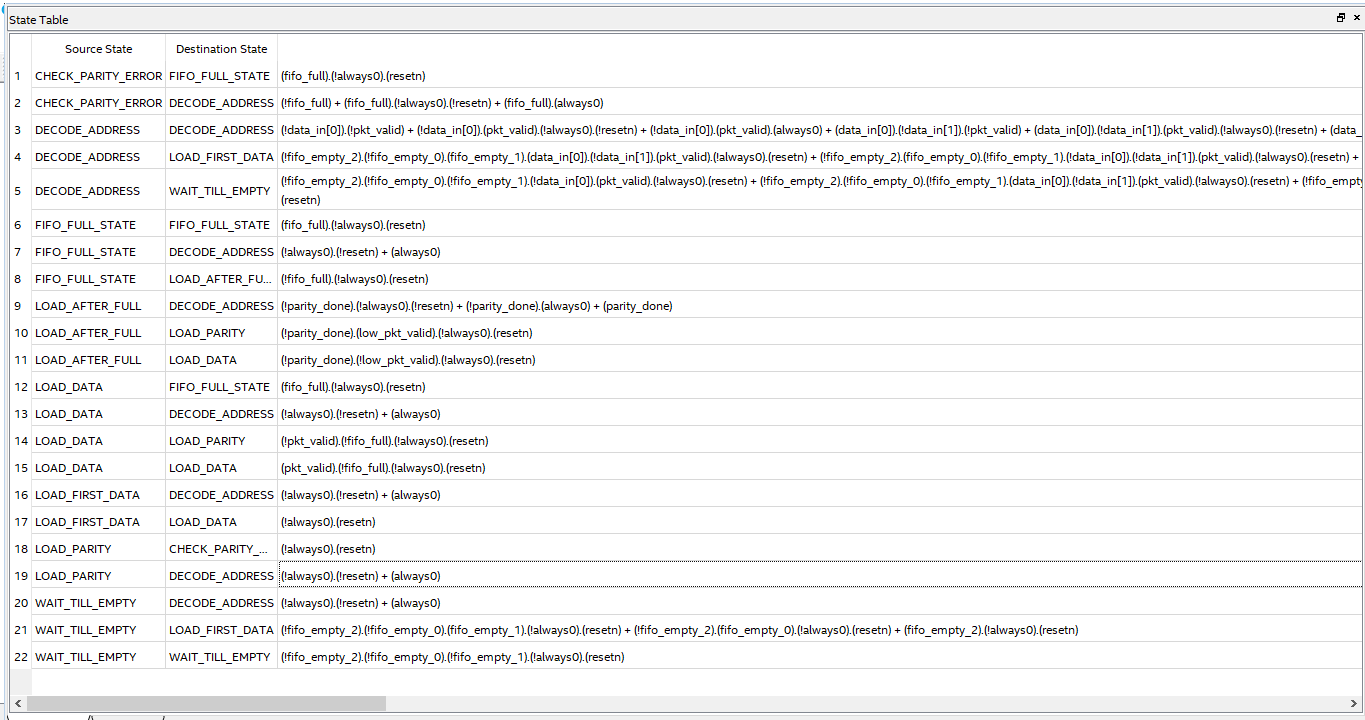 State Table
Source State Destination State
1 CHECK_PARITY_ERROR FIFO_FULL_STATE (fifo_full).(!always0).(resetn)
2 CHECK_PARITY_ERROR DECODE_ADDRESS (!fifo_full) + (fifo_full).(!always0).(!resetn) + (fifo_full).(always0)
3 DECODE_ADDRESS DECODE_ADDRESS (!data_in[0]).(!pkt_valid) + (!data_in[0]).(pkt_valid).(!always0).(!resetn) + (!data_in[0]).(pkt_valid).(always0) + (data_in[0]).(!data_in[1]).(!pkt_valid) + (data_in[0]).(!data_in[1]).(pkt_valid).(!always0).(!resetn) + (data_
4 DECODE_ADDRESS LOAD_FIRST_DATA (!fifo_empty_2).(!fifo_empty_0).(fifo_empty_1).(data_in[0]).(!data_in[1]).(pkt_valid).(!always0).(resetn) + (!fifo_empty_2).(fifo_empty_0).(fifo_empty_1).(!data_in[0]).(!data_in[1]).(pkt_valid).(!always0).(resetn) +
5 DECODE_ADDRESS WAIT_TILL_EMPTY (!fifo_empty_2).(!fifo_empty_0).(!fifo_empty_1).(!data_in[0]).(pkt_valid).(!always0).(resetn) + (!fifo_empty_2).(!fifo_empty_0).(!fifo_empty_1).(data_in[0]).(!data_in[1]).(pkt_valid).(!always0).(resetn) + (!fifo_empty
(resetn)
6 FIFO_FULL_STATE FIFO_FULL_STATE (fifo_full).(!always0).(resetn)
7 FIFO_FULL_STATE DECODE_ADDRESS (!always0).(!resetn) + (always0)
8 FIFO_FULL_STATE LOAD_AFTER_FU... (!fifo_full).(!always0).(resetn)
9 LOAD_AFTER_FULL DECODE_ADDRESS (!parity_done).(!always0).(!resetn) + (!parity_done).(always0) + (parity_done)
10 LOAD_AFTER_FULL LOAD_PARITY (!parity_done).(low_pkt_valid).(!always0).(resetn)
11 LOAD_AFTER_FULL LOAD_DATA (!parity_done).(!low_pkt_valid).(!always0).(resetn)
12 LOAD_DATA FIFO_FULL_STATE (fifo_full).(!always0).(resetn)
13 LOAD_DATA DECODE_ADDRESS (!always0).(!resetn) + (always0)
14 LOAD_DATA LOAD_PARITY (!pkt_valid).(!fifo_full).(!always0).(resetn)
15 LOAD_DATA LOAD_DATA (pkt_valid).(!fifo_full).(!always0).(resetn)
16 LOAD_FIRST_DATA DECODE_ADDRESS (!always0).(!resetn) + (always0)
17 LOAD_FIRST_DATA LOAD_DATA (!always0).(resetn)
18 LOAD_PARITY CHECK_PARITY_... (!always0).(resetn)
19 LOAD_PARITY DECODE_ADDRESS (!always0).(!resetn) + (always0)
20 WAIT_TILL_EMPTY DECODE_ADDRESS (!always0).(!resetn) + (always0)
21 WAIT_TILL_EMPTY LOAD_FIRST_DATA (!fifo_empty_2).(!fifo_empty_0).(fifo_empty_1).(!always0).(resetn) + (!fifo_empty_2).(fifo_empty_0).(!always0).(resetn) + (fifo_empty_2).(!always0).(resetn)
22 WAIT_TILL_EMPTY WAIT_TILL_EMPTY (!fifo_empty_2).(!fifo_empty_0).(!fifo_empty_1).(!always0).(resetn)